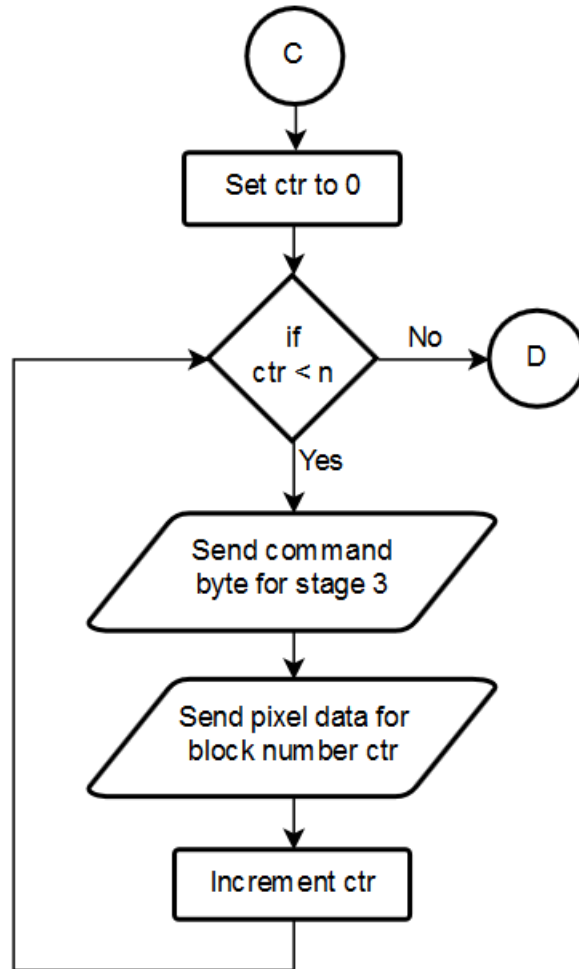 C
Set ctr to 0
if
ctr < n
No
D
Yes
Send command
byte for stage 3
Send pixel data for
block number ctr
Increment ctr